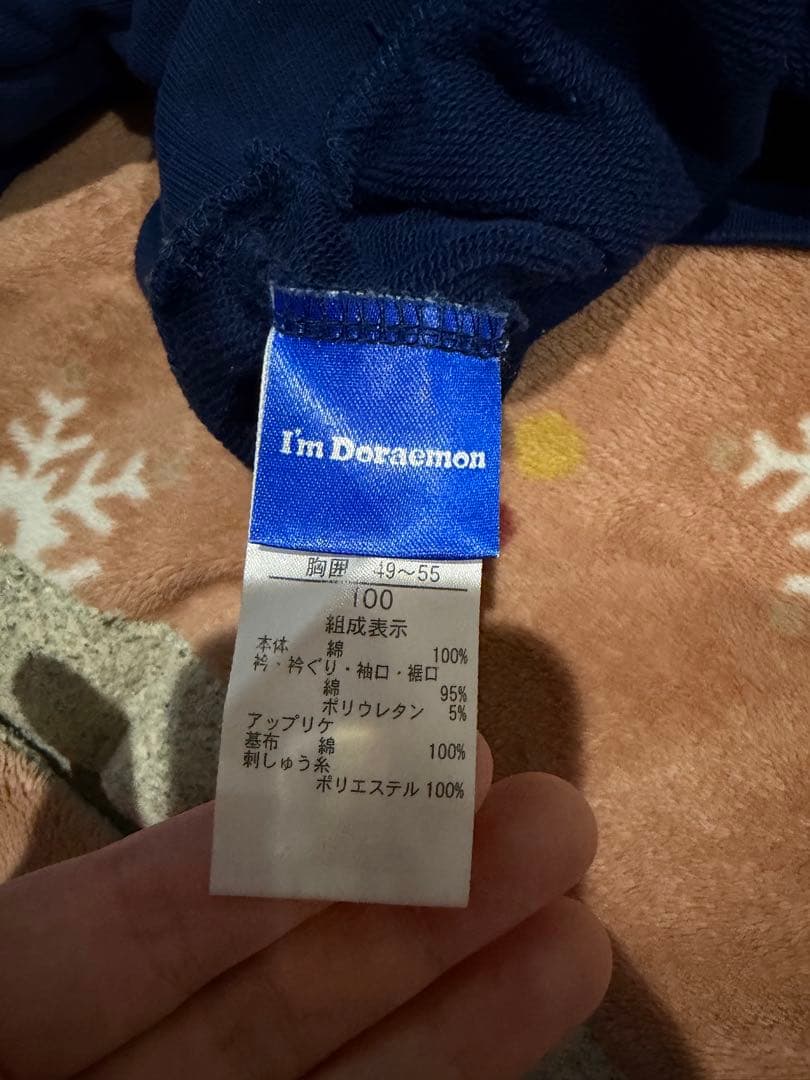 I'm Doraemon
胸囲 49～55
100
組成表示
本体 綿 100%
衿・衿ぐり・袖口・裾口
綿 95%
ポリウレタン 5%
アップリケ
基布 綿 100%
刺しゅう糸
ポリエステル 100%